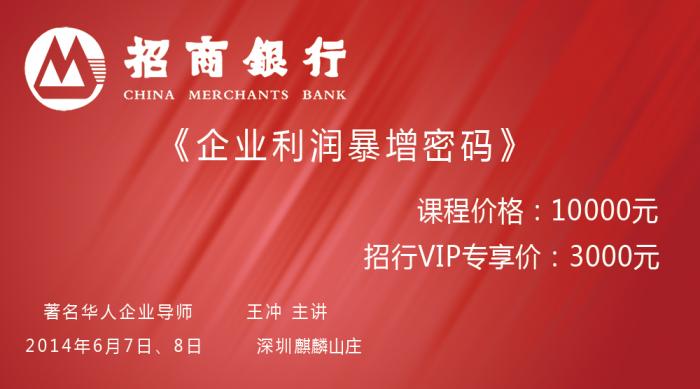 招商銀行
CHINA MERCHANTS BANK
《企业利润暴增密码》
课程价格：10000元
招行VIP专享价：3000元
著名华人企业导师 王冲 主讲
2014年6月7日、8日 深圳麒麟山庄